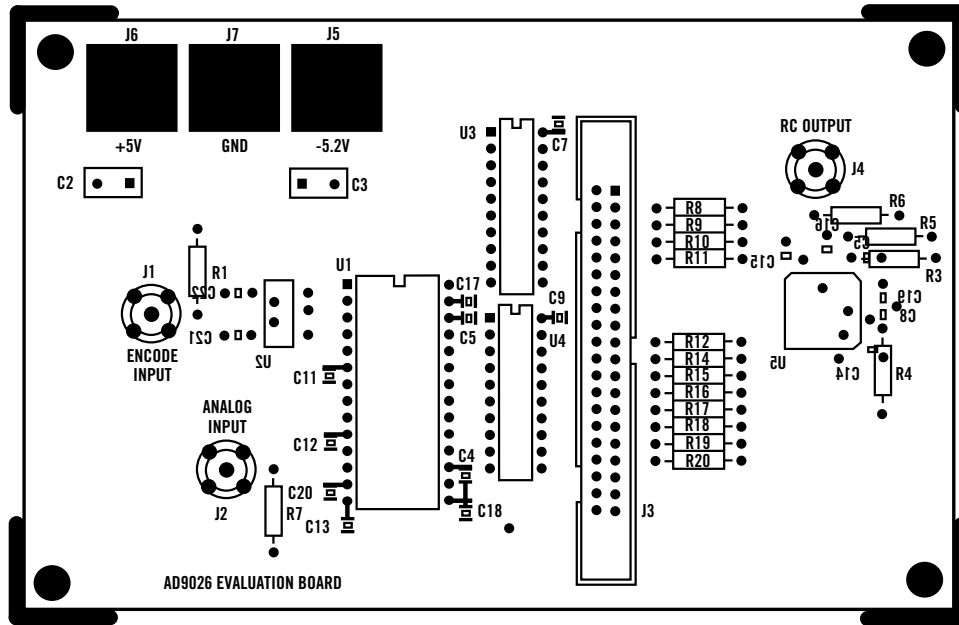 J6
J7
J5
+5V
GND
-5.2V
C2
C3
U3
C7
RC OUTPUT
J4
R8
R9
R10
R11
R6
C16
R5
C3
R3
C15
J1
R1
C22
U1
C17
C9
C19
C8
C21
U2
C5
U4
ENCODE
INPUT
C11
R12
R14
R15
R16
R17
R18
R19
R20
U5
C14
R4
ANALOG
INPUT
C12
C4
J2
R7
C20
C13
C18
J3
AD9026 EVALUATION BOARD